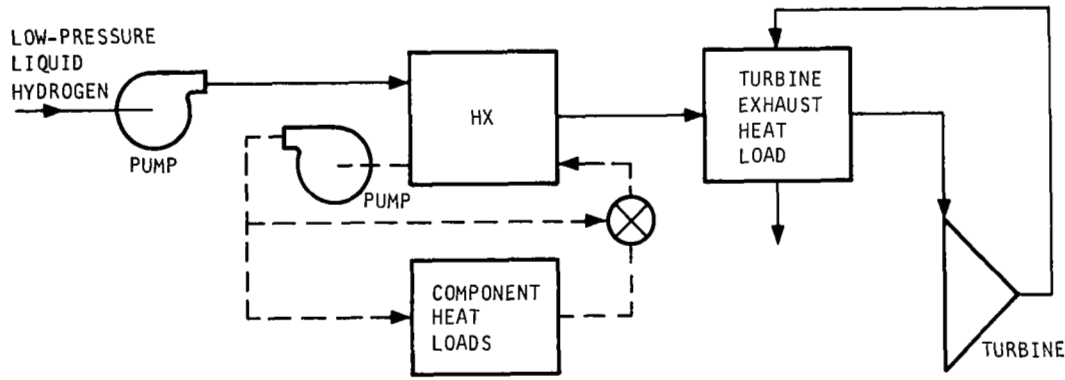 LOW-PRESSURE
LIQUID
HYDROGEN
PUMP
HX
PUMP
TURBINE
EXHAUST
HEAT
LOAD
COMPONENT
HEAT
LOADS
TURBINE